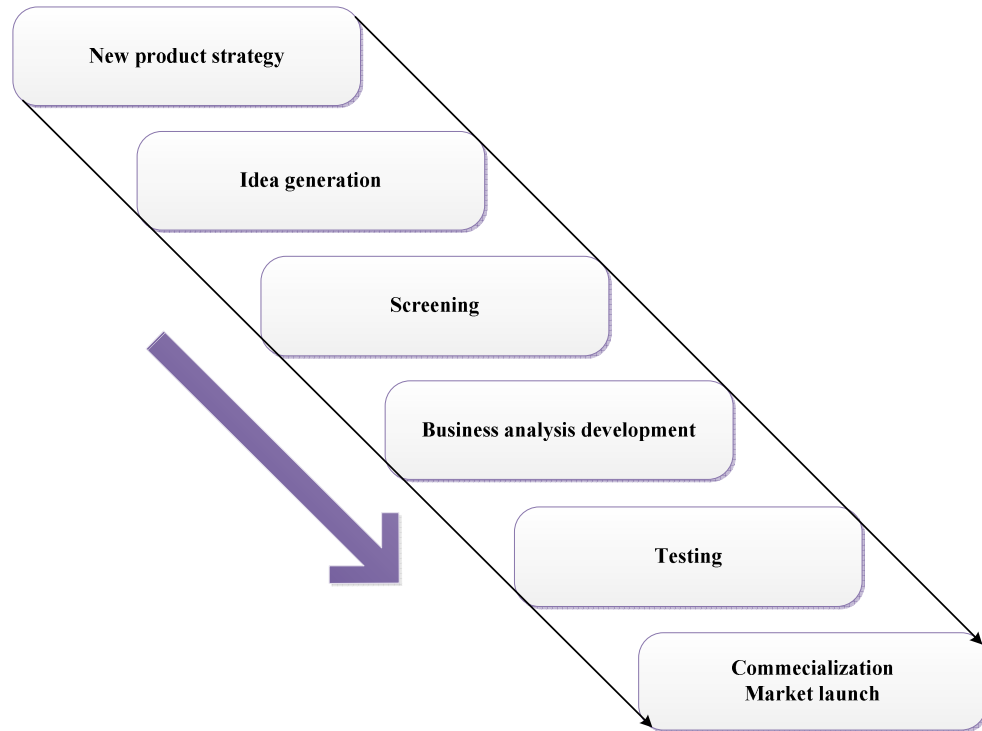 New product strategy
Idea generation
Screening
Business analysis development
Testing
Commecialization
Market launch